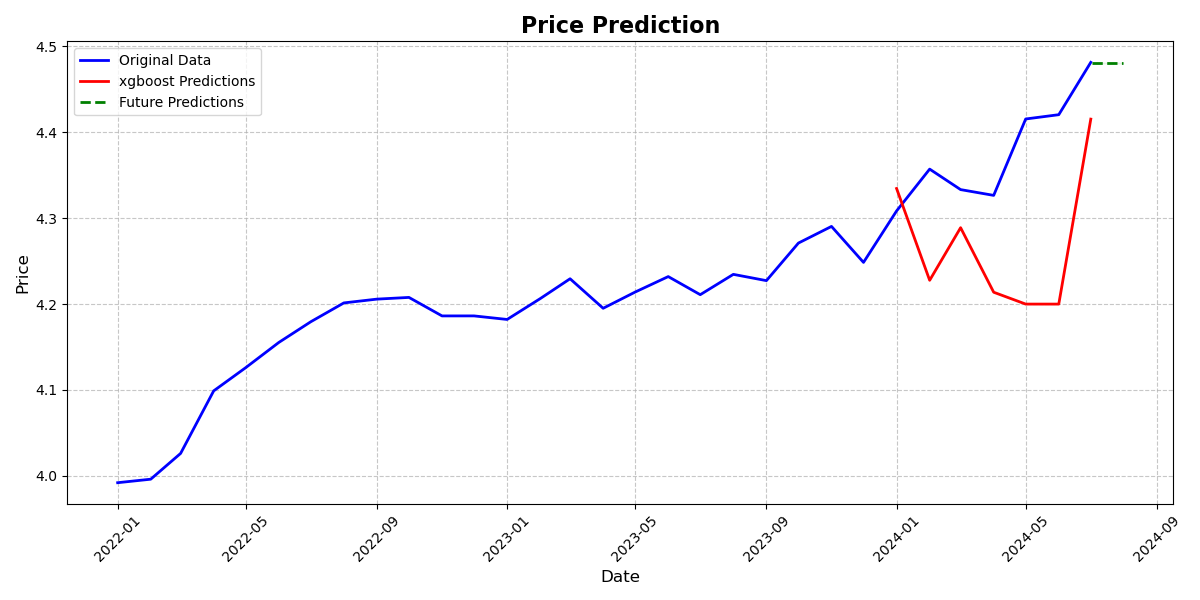 Price Prediction
Original Data
xgboost Predictions
Future Predictions
Price
4.5
4.4
4.3
4.2
4.1
4.0
2022-01
2022-05
2022-09
2023-01
2023-05
2023-09
2024-01
2024-05
2024-09
Date